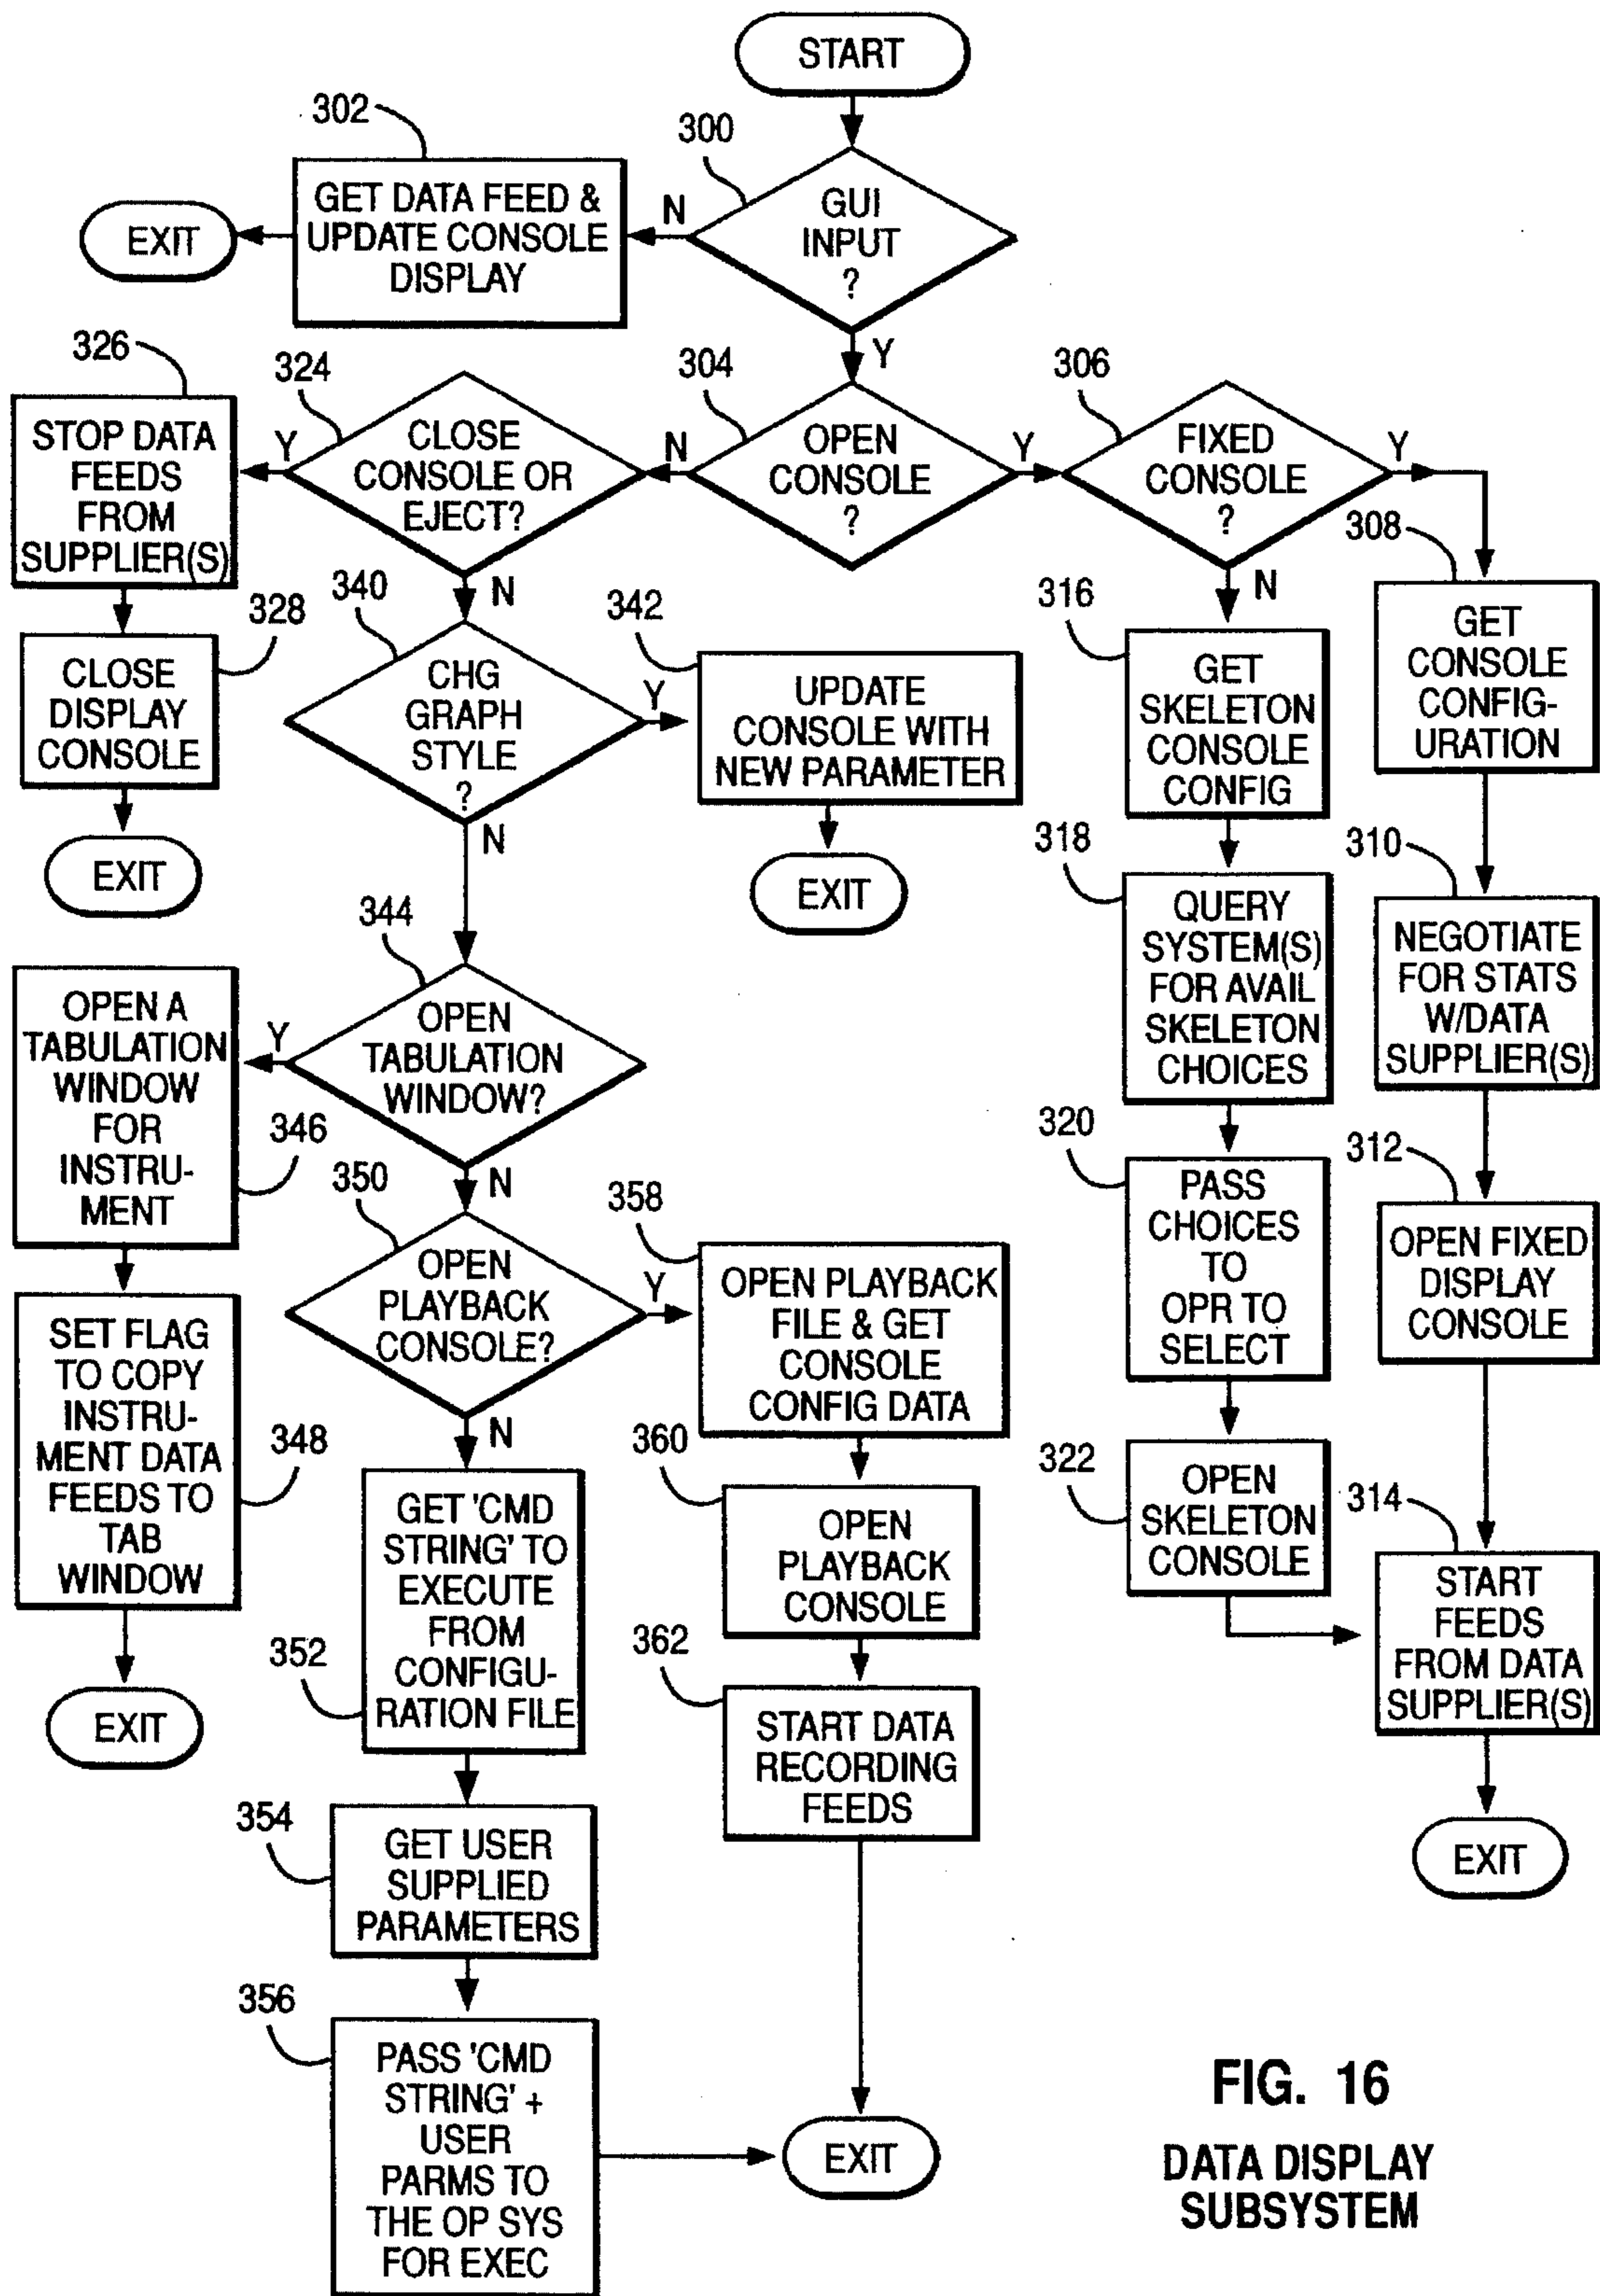 START
302
300
GET DATA FEED &
UPDATE CONSOLE
DISPLAY
N
GUI
INPUT
?
EXIT
Y
326
324
304
306
STOP DATA
FEEDS
FROM
SUPPLIER(S)
Y
CLOSE
CONSOLE OR
EJECT?
N
OPEN
CONSOLE
?
Y
FIXED
CONSOLE
?
Y
308
N
340
N
342
316
328
CLOSE
DISPLAY
CONSOLE
CHG
GRAPH
STYLE
?
Y
UPDATE
CONSOLE WITH
NEW PARAMETER
GET
SKELETON
CONSOLE
CONFIG
GET
CONSOLE
CONFIG-
URATION
N
EXIT
EXIT
318
310
QUERY
SYSTEM(S)
FOR AVAIL
SKELETON
CHOICES
NEGOTIATE
FOR STATS
W/DATA
SUPPLIER(S)
344
OPEN A
TABULATION
WINDOW
FOR
INSTRU-
MENT
Y
OPEN
TABULATION
WINDOW?
346
320
312
N
350
358
PASS
CHOICES
TO
OPR TO
SELECT
OPEN FIXED
DISPLAY
CONSOLE
OPEN
PLAYBACK
CONSOLE?
Y
OPEN PLAYBACK
FILE & GET
CONSOLE
CONFIG DATA
SET FLAG
TO COPY
INSTRU-
MENT DATA
FEEDS TO
TAB
WINDOW
348
N
360
322
314
OPEN
SKELETON
CONSOLE
GET 'CMD
STRING' TO
EXECUTE
FROM
CONFIGU-
RATION FILE
OPEN
PLAYBACK
CONSOLE
START
FEEDS
FROM DATA
SUPPLIER(S)
352
362
EXIT
START DATA
RECORDING
FEEDS
354
GET USER
SUPPLIED
PARAMETERS
EXIT
356
PASS 'CMD
STRING' +
USER
PARMS TO
THE OP SYS
FOR EXEC
EXIT
FIG. 16
DATA DISPLAY
SUBSYSTEM